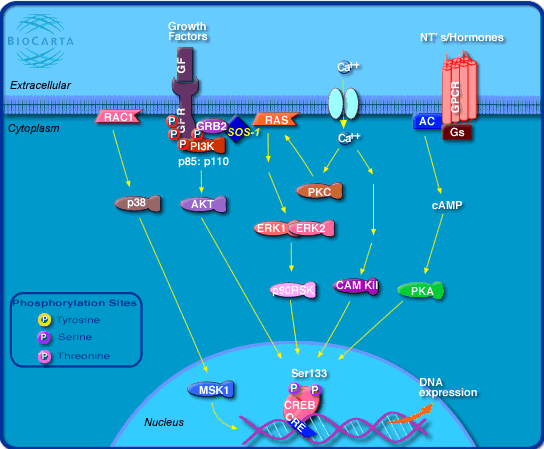 BIOCARTA
Growth
Factors
NT' s/Hormones
Extracellular
Cytoplasm
GF
GFR
Ca++
GPCR
RAC1
P
P
P
P
GRB2
SOS-1
PI3K
p85: p110
RAS
Ca++
AC
Gs
PKC
p38
AKT
cAMP
ERK1
ERK2
p90RSK
CAM KII
PKA
Phosphorylation Sites
P Tyrosine
P Serine
P Threonine
Ser133
P
P
MSK1
CREB
CRE
DNA
expression
Nucleus